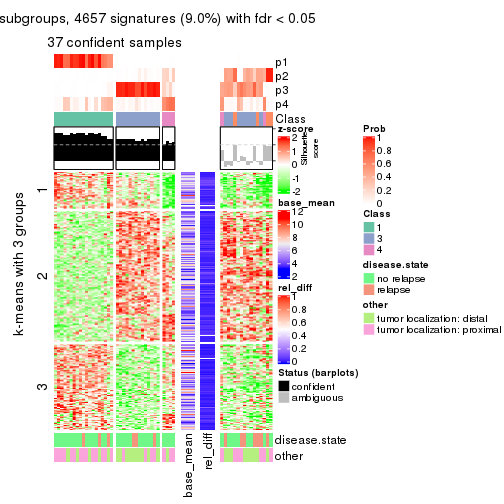 subgroups, 4657 signatures (9.0%) with fdr < 0.05
37 confident samples
p1
p2
p3
p4
Class
Silhouette
score
k-means with 3 groups
1
2
3
disease.state
other
base_mean
rel_diff
z-score
2
1
0
-1
-2
base_mean
12
10
8
6
4
2
rel_diff
1
0.8
0.6
0.4
0.2
0
Status (barplots)
confident
ambiguous
Prob
1
0.8
0.6
0.4
0.2
0
Class
1
3
4
disease.state
no relapse
relapse
other
tumor localization: distal
tumor localization: proximal